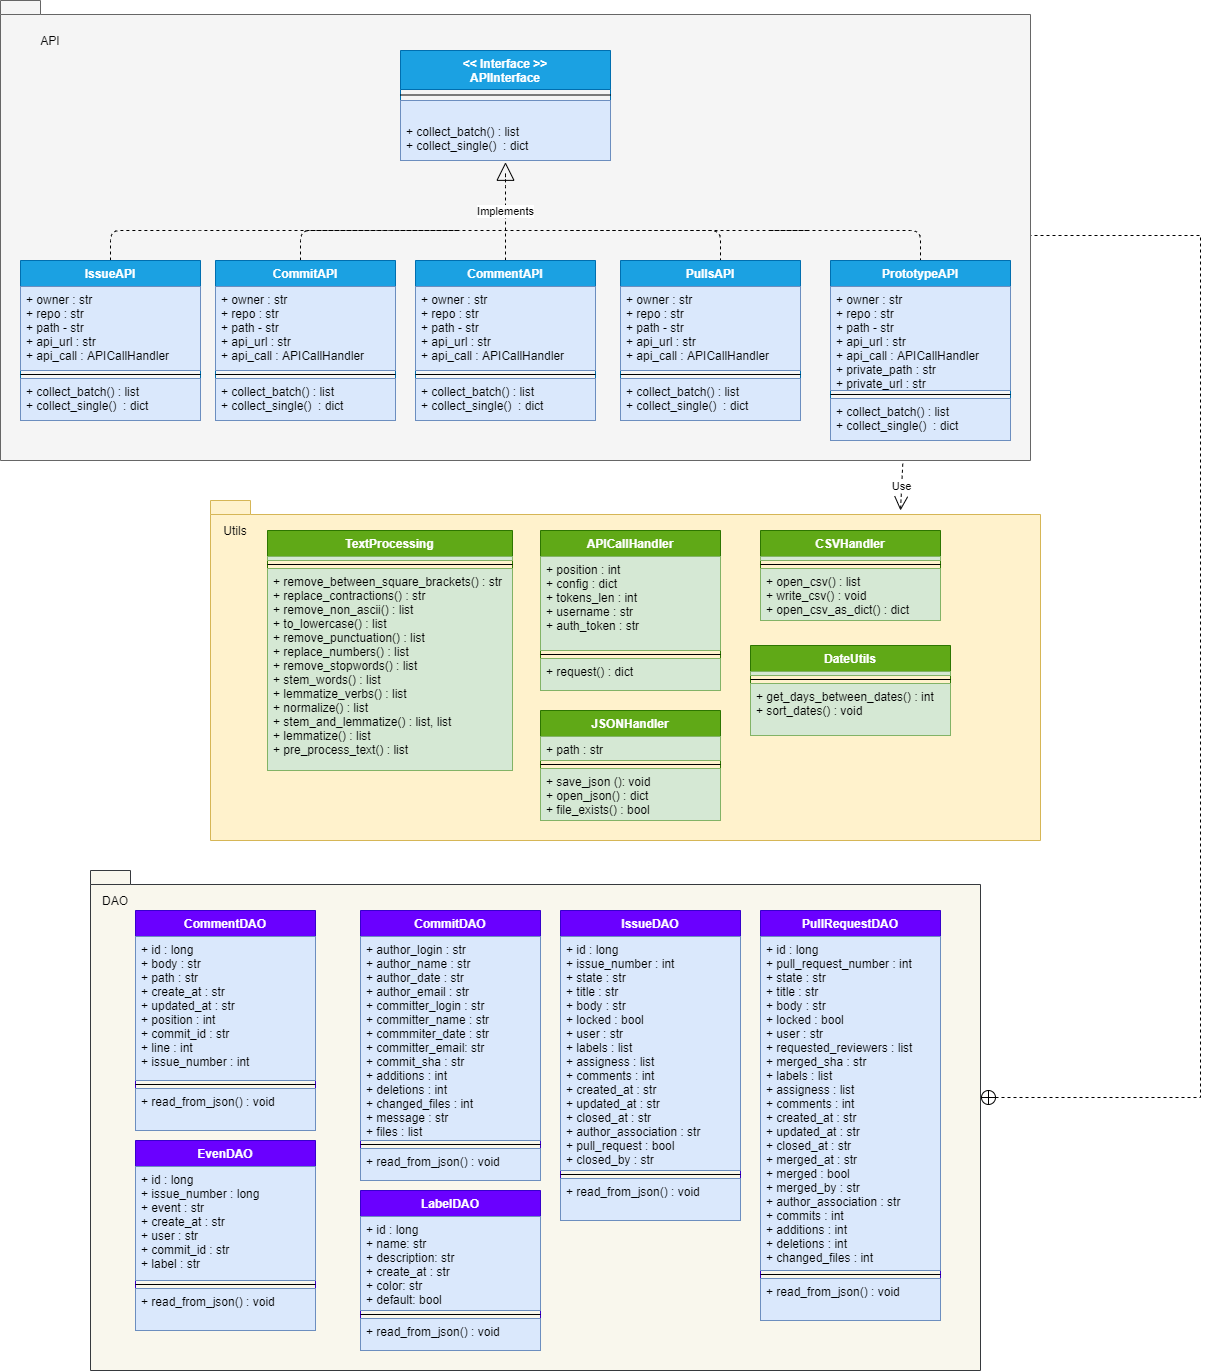 API
<< Interface >>
APIInterface
+ collect_batch() : list
+ collect_single()  : dict
Implements
IssueAPI
+ owner : str
+ repo : str
+ path - str
+ api_url : str
+ api_call : APICallHandler
+ collect_batch() : list
+ collect_single()  : dict
CommitAPI
+ owner : str
+ repo : str
+ path - str
+ api_url : str
+ api_call : APICallHandler
+ collect_batch() : list
+ collect_single()  : dict
CommentAPI
+ owner : str
+ repo : str
+ path - str
+ api_url : str
+ api_call : APICallHandler
+ collect_batch() : list
+ collect_single()  : dict
PullsAPI
+ owner : str
+ repo : str
+ path - str
+ api_url : str
+ api_call : APICallHandler
+ collect_batch() : list
+ collect_single()  : dict
PrototypeAPI
+ owner : str
+ repo : str
+ path - str
+ api_url : str
+ api_call : APICallHandler
+ private_path : str
+ private_url : str
+ collect_batch() : list
+ collect_single()  : dict
Use
Utils
TextProcessing
+ remove_between_square_brackets() : str
+ replace_contractions() : str
+ remove_non_ascii() : list
+ to_lowercase() : list
+ remove_punctuation() : list
+ replace_numbers() : list
+ remove_stopwords() : list
+ stem_words() : list
+ lemmatize_verbs() : list
+ normalize() : list
+ stem_and_lemmatize() : list, list
+ lemmatize() : list
+ pre_process_text() : list
APICallHandler
+ position : int
+ config : dict
+ tokens_len : int
+ username : str
+ auth_token : str
+ request() : dict
JSONHandler
+ path : str
+ save_json (): void
+ open_json() : dict
+ file_exists() : bool
CSVHandler
+ open_csv() : list
+ write_csv() : void
+ open_csv_as_dict() : dict
DateUtils
+ get_days_between_dates() : int
+ sort_dates() : void
DAO
CommentDAO
+ id : long
+ body : str
+ path : str
+ create_at : str
+ updated_at : str
+ position : int
+ commit_id : str
+ line : int
+ issue_number : int
+ read_from_json() : void
EvenDAO
+ id : long
+ issue_number : long
+ event : str
+ create_at : str
+ user : str
+ commit_id : str
+ label : str
+ read_from_json() : void
CommitDAO
+ author_login : str
+ author_name : str
+ author_date : str
+ author_email : str
+ committer_login : str
+ committer_name : str
+ commmiter_date : str
+ committer_email: str
+ commit_sha : str
+ additions : int
+ deletions : int
+ changed_files : int
+ message : str
+ files : list
+ read_from_json() : void
LabelDAO
+ id : long
+ name: str
+ description: str
+ create_at : str
+ color: str
+ default: bool
+ read_from_json() : void
IssueDAO
+ id : long
+ issue_number : int
+ state : str
+ title : str
+ body : str
+ locked : bool
+ user : str
+ labels : list
+ assigness : list
+ comments : int
+ created_at : str
+ updated_at : str
+ closed_at : str
+ author_association : str
+ pull_request : bool
+ closed_by : str
+ read_from_json() : void
PullRequestDAO
+ id : long
+ pull_request_number : int
+ state : str
+ title : str
+ body : str
+ locked : bool
+ user : str
+ requested_reviewers : list
+ merged_sha : str
+ labels : list
+ assigness : list
+ comments : int
+ created_at : str
+ updated_at : str
+ closed_at : str
+ merged_at : str
+ merged : bool
+ merged_by : str
+ author_association : str
+ commits : int
+ additions : int
+ deletions : int
+ changed_files : int
+ read_from_json() : void